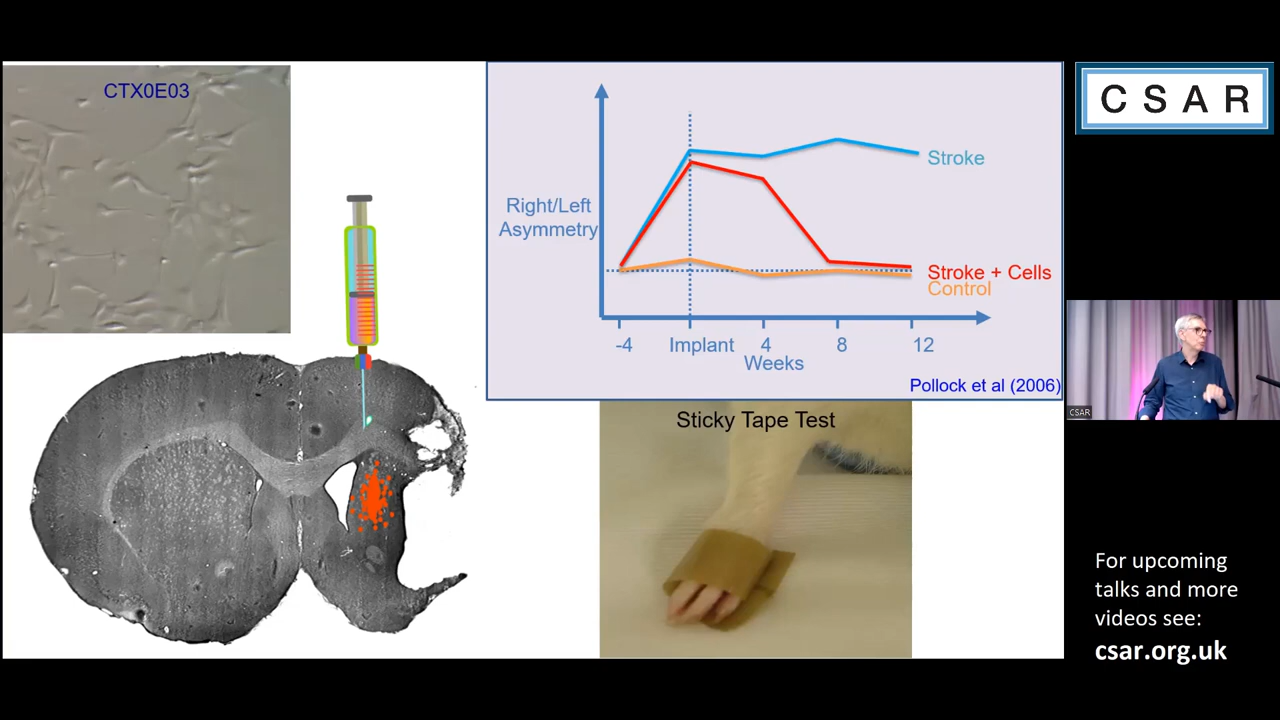 CTX0E03
Right/Left
Asymmetry
Stroke
Stroke + Cells
Control
-4 Implant 4 8 12
Weeks
Pollock et al (2006)
Sticky Tape Test
CSAR
CSAR
For upcoming
talks and more
videos see:
csar.org.uk